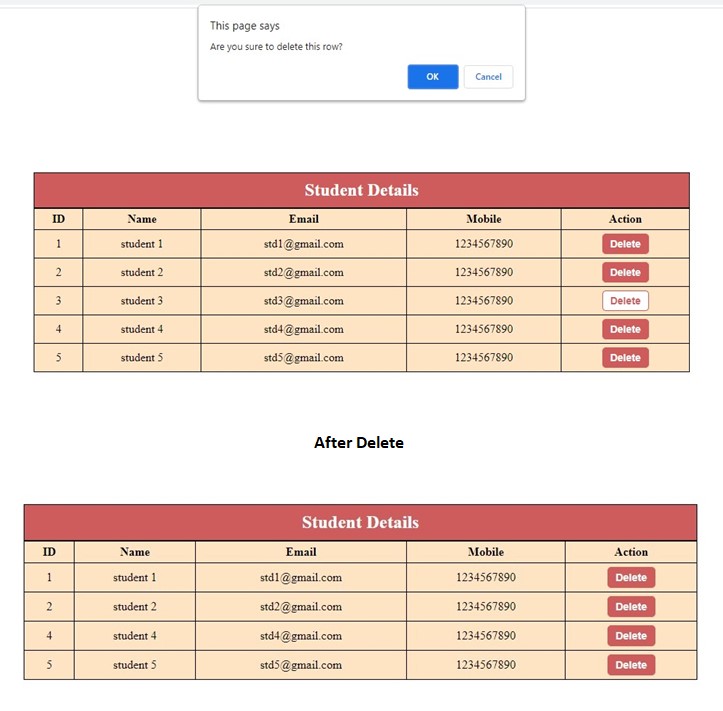 This page says
Are you sure to delete this row?
OK Cancel
Student Details
ID Name Email Mobile Action
1 student 1 std1@gmail.com 1234567890 Delete
2 student 2 std2@gmail.com 1234567890 Delete
3 student 3 std3@gmail.com 1234567890 Delete
4 student 4 std4@gmail.com 1234567890 Delete
5 student 5 std5@gmail.com 1234567890 Delete
After Delete
Student Details
ID Name Email Mobile Action
1 student 1 std1@gmail.com 1234567890 Delete
2 student 2 std2@gmail.com 1234567890 Delete
4 student 4 std4@gmail.com 1234567890 Delete
5 student 5 std5@gmail.com 1234567890 Delete